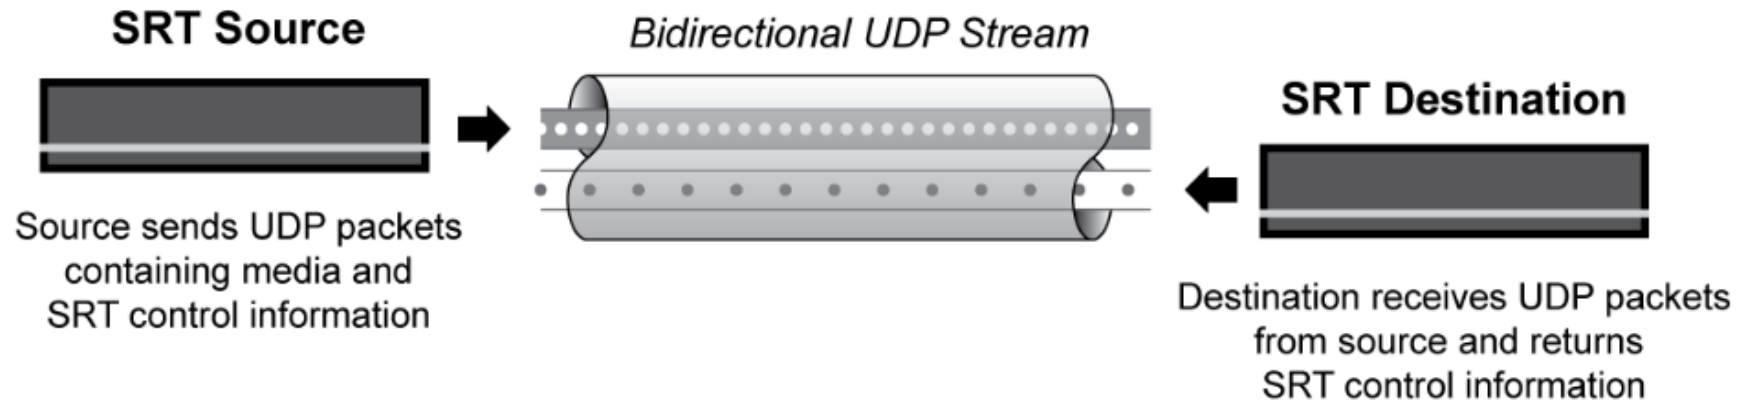 SRT Source
Source sends UDP packets
containing media and
SRT control information
Bidirectional UDP Stream
SRT Destination
Destination receives UDP packets
from source and returns
SRT control information